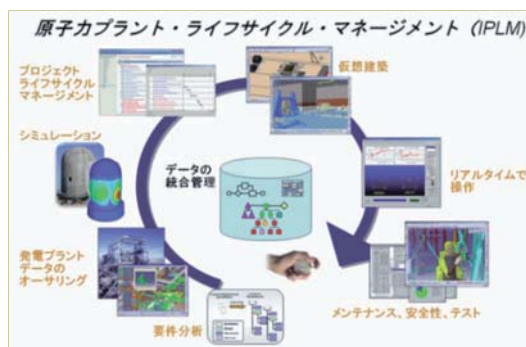 原子力プラント・ライフサイクル・マネージメント (IPLM)
プロジェクト
ライフサイクル
マネージメント
仮想建築
シミュレーション
データの
統合管理
リアルタイムで
操作
発電プラント
データの
オーサリング
要件分析
メンテナンス、安全性、テスト